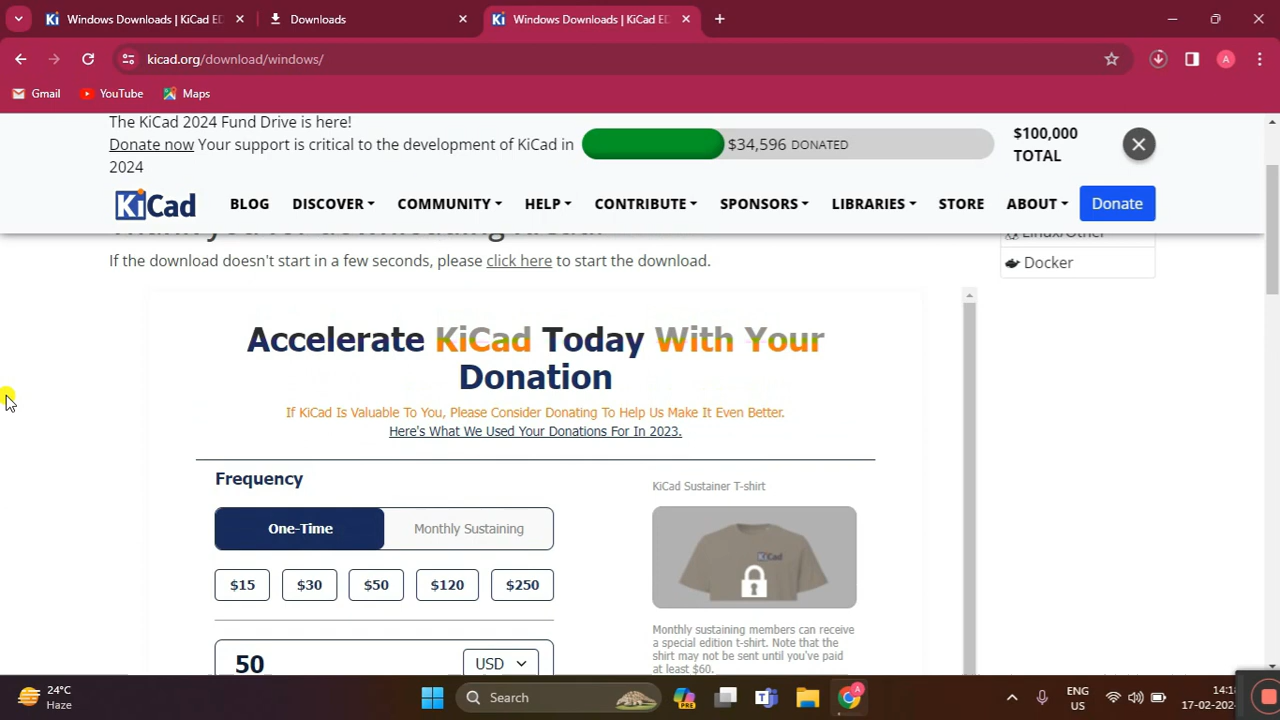 Windows Downloads | KiCad ED
Downloads
Windows Downloads | KiCad ED
kicad.org/download/windows/
A
Gmail
YouTube
Maps
The KiCad 2024 Fund Drive is here!
Donate now Your support is critical to the development of KiCad in
2024
$34,596 DONATED
$100,000
TOTAL
KiCad
BLOG
DISCOVER
COMMUNITY
HELP
CONTRIBUTE
SPONSORS
LIBRARIES
STORE
ABOUT
Donate
If the download doesn't start in a few seconds, please click here to start the download.
Linux/Other
Docker
Accelerate KiCad Today With Your
Donation
If KiCad Is Valuable To You, Please Consider Donating To Help Us Make It Even Better.
Here's What We Used Your Donations For In 2023.
Frequency
One-Time
Monthly Sustaining
$15
$30
$50
$120
$250
50
USD
KiCad Sustainer T-shirt
KiCad
Monthly sustaining members can receive
a special edition t-shirt. Note that the
shirt may not be sent until you've paid
at least $60.
24°C
Haze
Search
PRE
A
ENG
US
14:18
17-02-2024